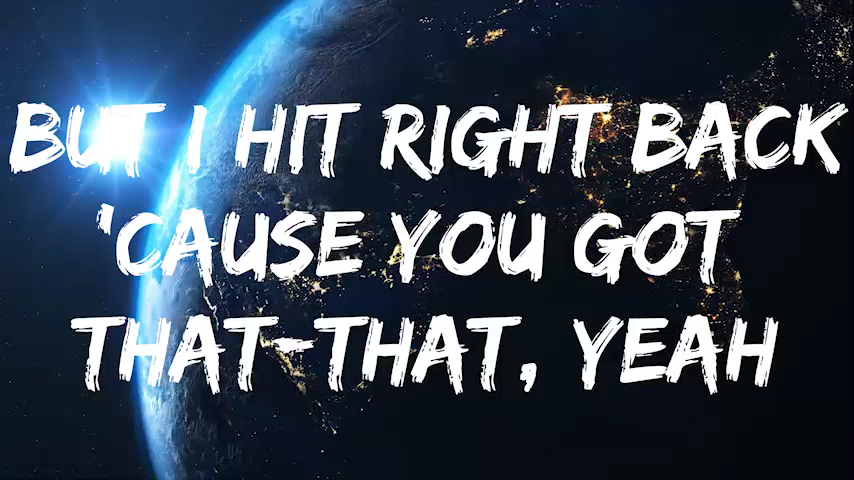 BUT I HIT RIGHT BACK
'CAUSE YOU GOT
THAT-THAT, YEAH